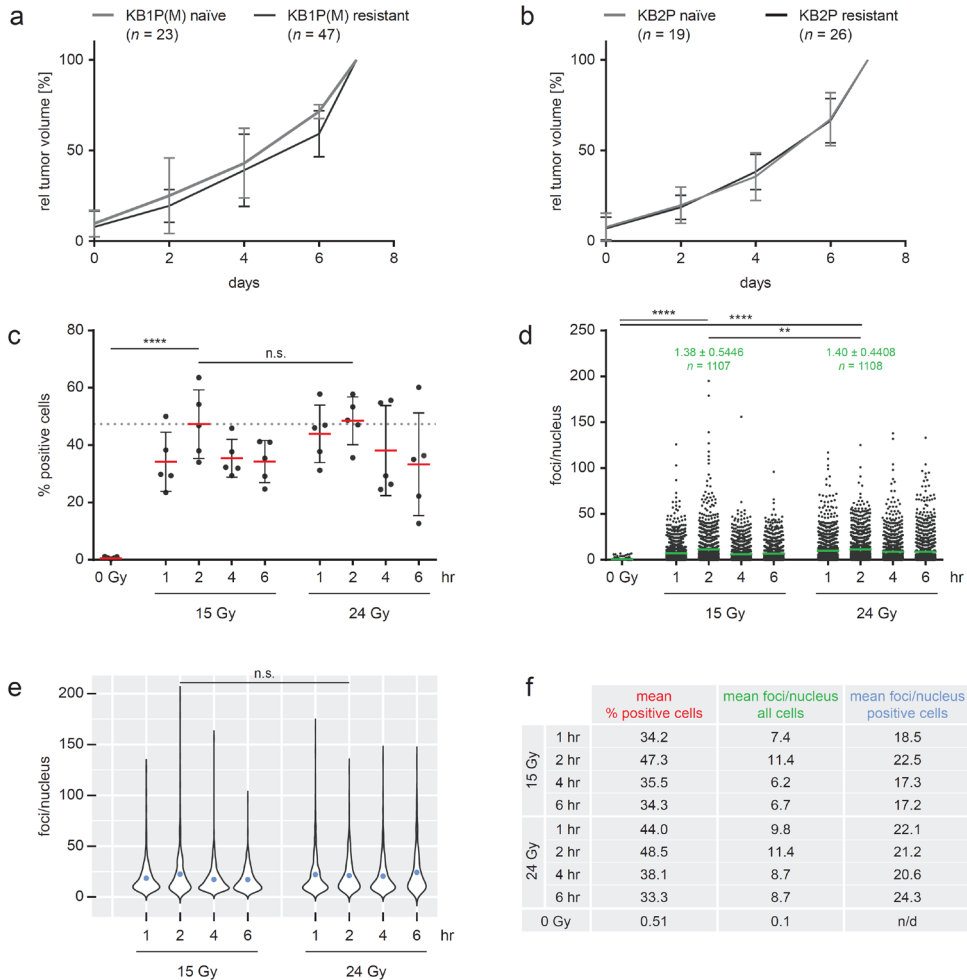 a
KB1P(M) naïve
(n = 23)
KB1P(M) resistant
(n = 47)
rel tumor volume [%]
100
50
0
0 2 4 6 8
days
b
KB2P naïve
(n = 19)
KB2P resistant
(n = 26)
rel tumor volume [%]
100
50
0
0 2 4 6 8
days
c
% positive cells
80
60
40
20
0
****
n.s.
0 Gy 1 2 4 6 1 2 4 6 hr
15 Gy 24 Gy
d
foci/nucleus
250
200
150
100
50
0
**** ****
**
1.38 ± 0.5446
n = 1107
1.40 ± 0.4408
n = 1108
0 Gy 1 2 4 6 1 2 4 6 hr
15 Gy 24 Gy
e
foci/nucleus
200
150
100
50
25
0
n.s.
1 2 4 6 1 2 4 6 hr
15 Gy 24 Gy
f
mean mean foci/nucleus mean foci/nucleus
% positive cells all cells positive cells
15 Gy
1 hr 34.2 7.4 18.5
2 hr 47.3 11.4 22.5
4 hr 35.5 6.2 17.3
6 hr 34.3 6.7 17.2
24 Gy
1 hr 44.0 9.8 22.1
2 hr 48.5 11.4 21.2
4 hr 38.1 8.7 20.6
6 hr 33.3 8.7 24.3
0 Gy 0.51 0.1 n/d